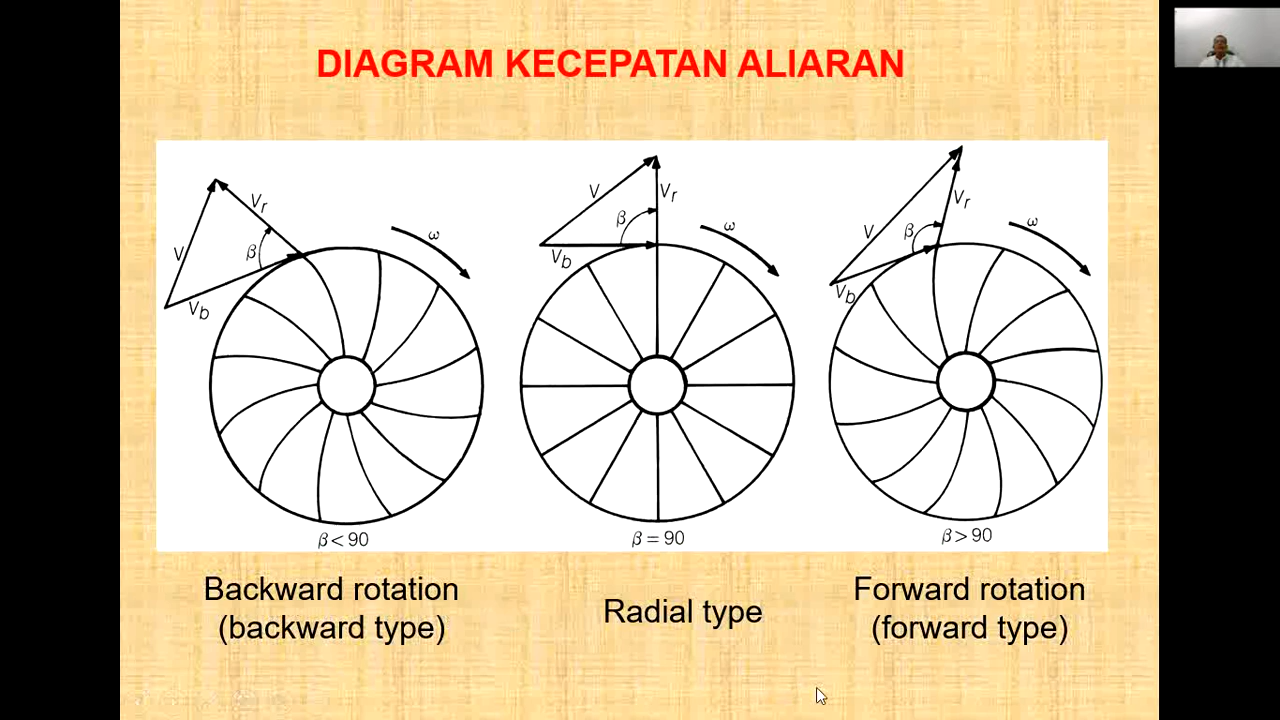 DIAGRAM KECEPATAN ALIARAN
V
Vr
β
Vb
ω
β < 90
V
Vr
β
Vb
ω
β = 90
V
Vr
β
Vb
ω
β > 90
Backward rotation
(backward type)
Radial type
Forward rotation
(forward type)